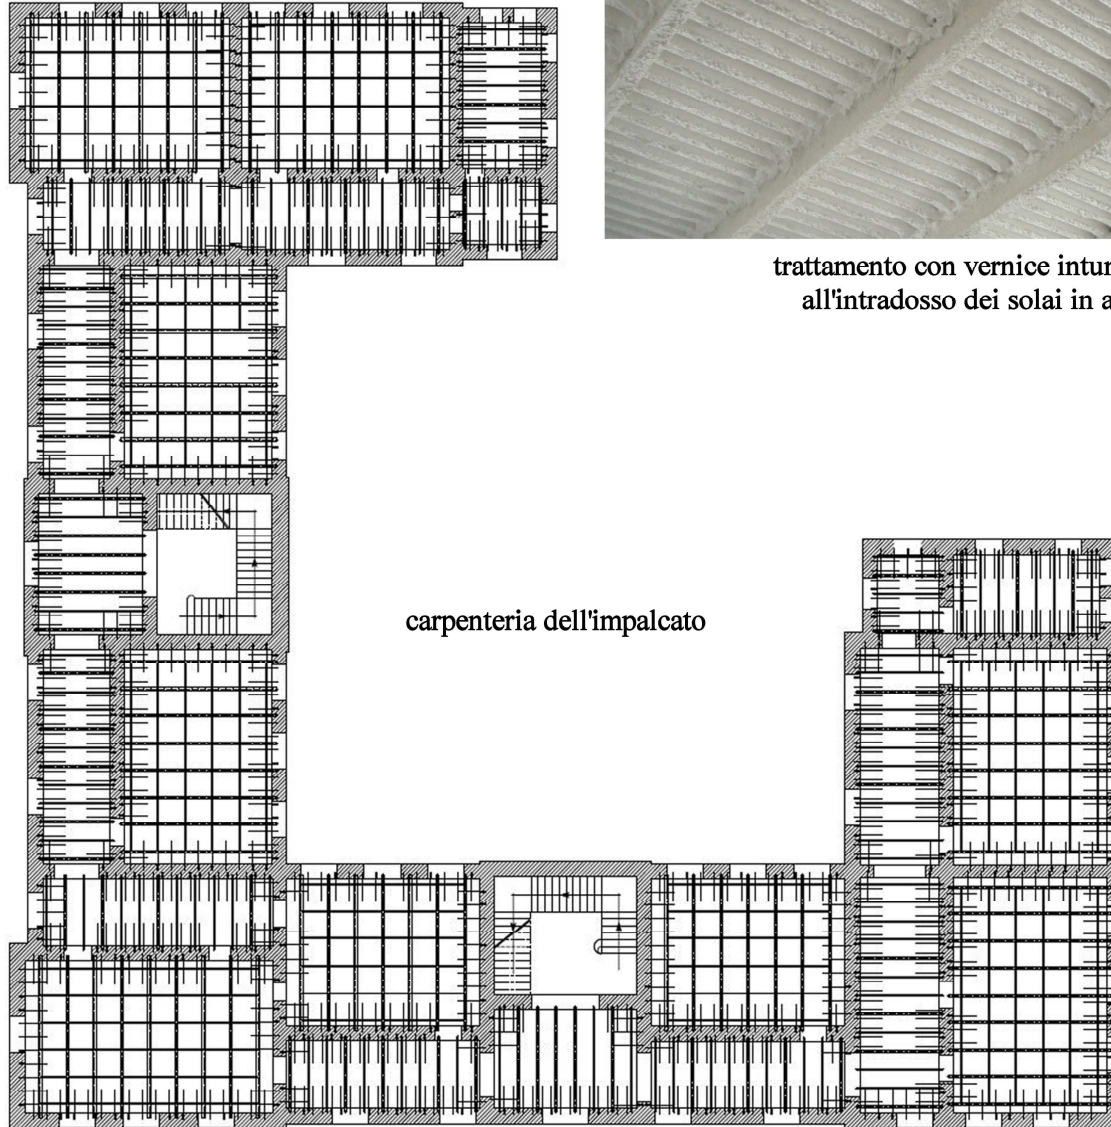 trattamento con vernice
all'intradosso dei solai in
carpenteria dell'impalcato